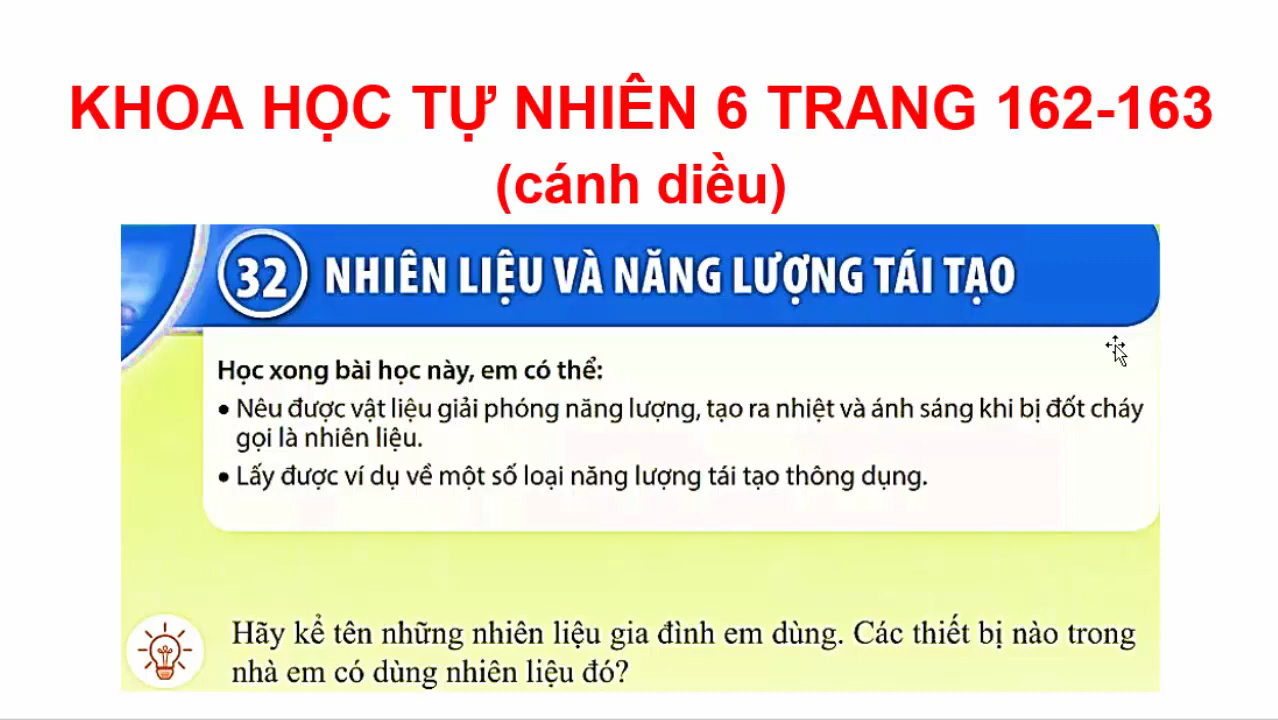 KHOA HỌC TỰ NHIÊN 6 TRANG 162-163
(cánh diều)
32 NHIÊN LIỆU VÀ NĂNG LƯỢNG TÁI TẠO
Học xong bài học này, em có thể:
• Nêu được vật liệu giải phóng năng lượng, tạo ra nhiệt và ánh sáng khi bị đốt cháy
gọi là nhiên liệu.
• Lấy được ví dụ về một số loại năng lượng tái tạo thông dụng.
Hãy kể tên những nhiên liệu gia đình em dùng. Các thiết bị nào trong
nhà em có dùng nhiên liệu đó?